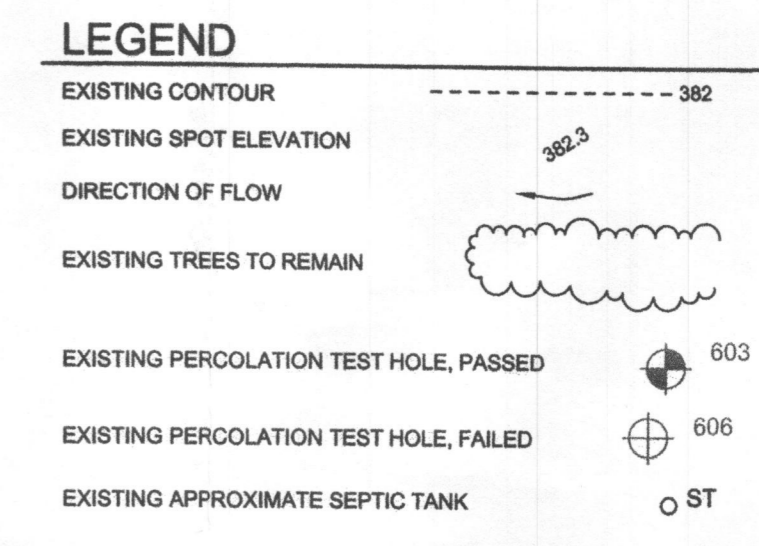 LEGEND
EXISTING CONTOUR 382
EXISTING SPOT ELEVATION 382.3
DIRECTION OF FLOW
EXISTING TREES TO REMAIN
EXISTING PERCOLATION TEST HOLE, PASSED 603
EXISTING PERCOLATION TEST HOLE, FAILED 606
EXISTING APPROXIMATE SEPTIC TANK ST